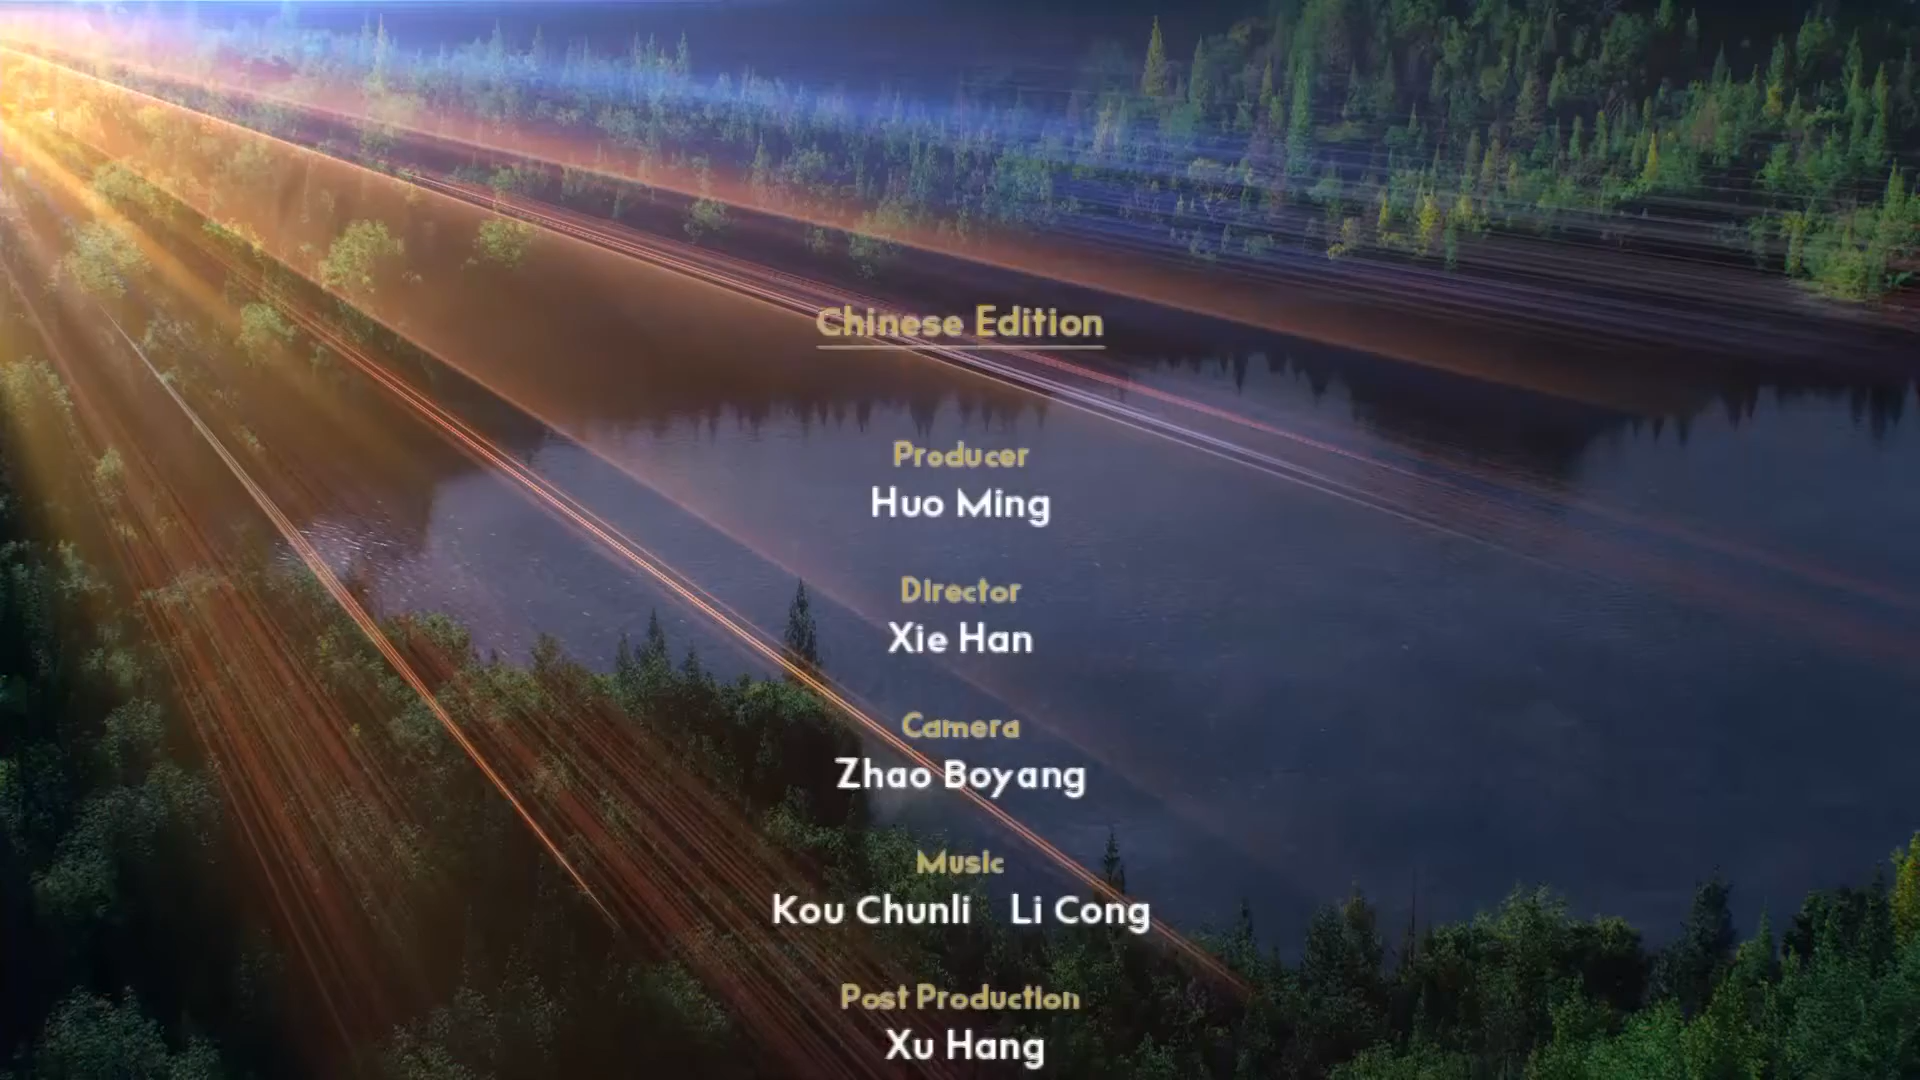 Chinese Edition
Producer
Huo Ming
Director
Xie Han
Camera
Zhao Boyang
Music
Kou Chunli Li Cong
Post Production
Xu Hang